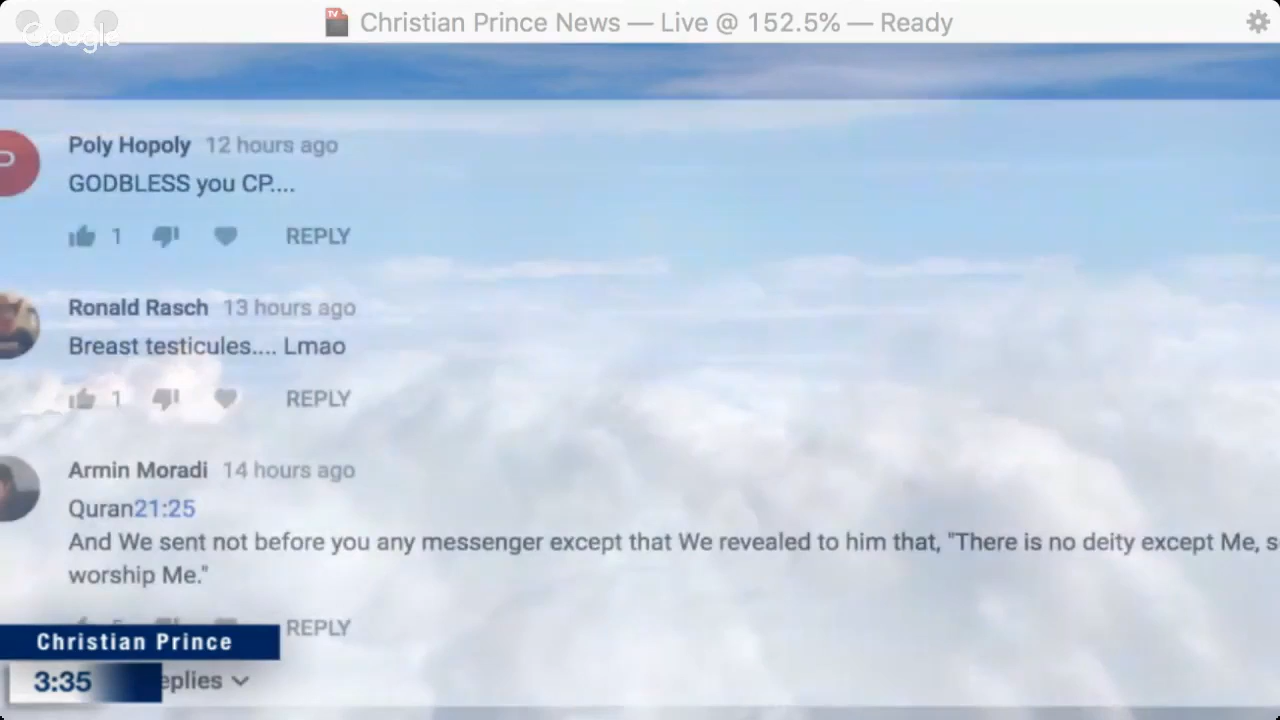 Christian Prince News — Live @ 152.5% — Ready
Google
Poly Hopoly 12 hours ago
GODBLESS you CP....
1 REPLY
Ronald Rasch 13 hours ago
Breast testicules.... Lmao
1 REPLY
Armin Moradi 14 hours ago
Quran21:25
And We sent not before you any messenger except that We revealed to him that, "There is no deity except Me, s
worship Me."
REPLY
Christian Prince
3:35
eplies